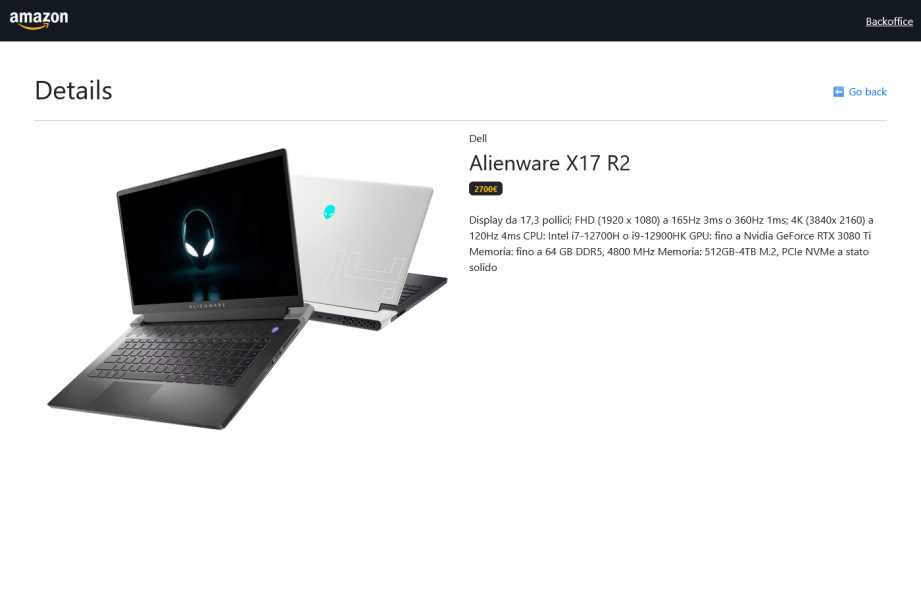 amazon
Backoffice
Details
Go back
Dell
Alienware X17 R2
2700€
Display da 17,3 pollici; FHD (1920 x 1080) a 165Hz 3ms o 360Hz 1ms; 4K (3840x 2160) a
120Hz 4ms CPU: Intel i7-12700H o i9-12900HK GPU: fino a Nvidia GeForce RTX 3080 Ti
Memoria: fino a 64 GB DDR5, 4800 MHz Memoria: 512GB-4TB M.2, PCIe NVMe a stato
solido
ALIENWARE